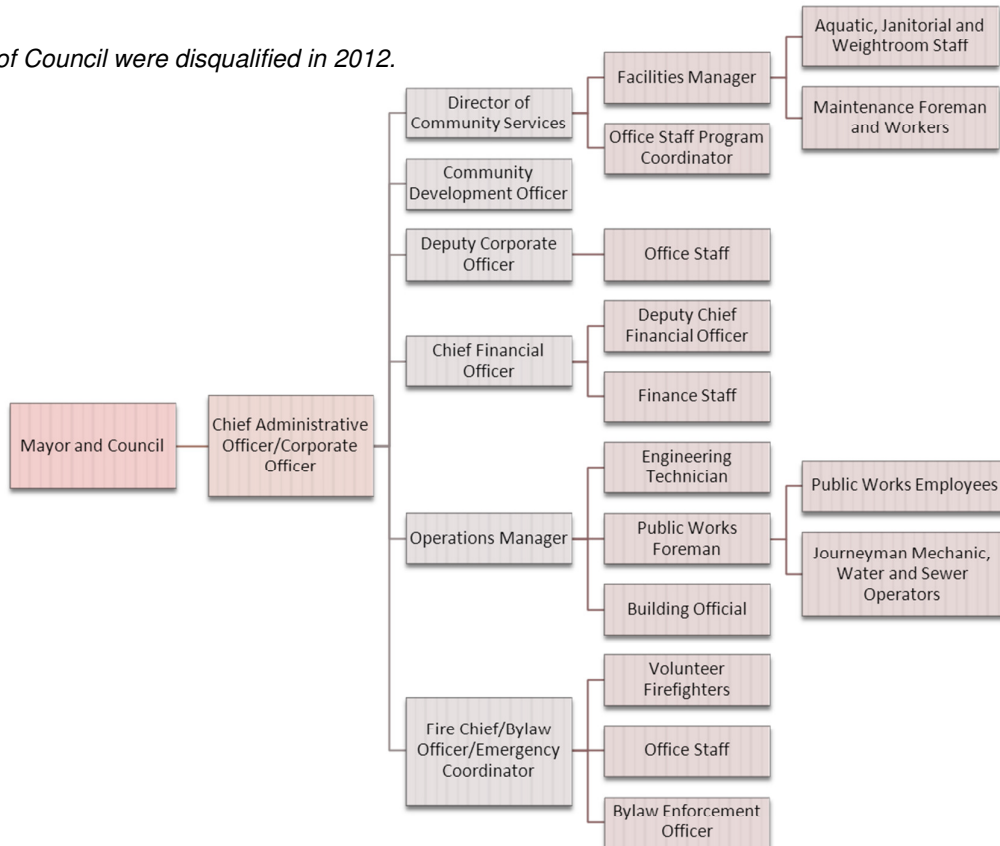 of Council were disqualified in 2012.
Mayor and Council
Chief Administrative
Officer/Corporate
Officer
Director of
Community Services
Facilities Manager
Aquatic, Janitorial and
Weightroom Staff
Maintenance Foreman
and Workers
Office Staff Program
Coordinator
Community
Development Officer
Deputy Corporate
Officer
Office Staff
Chief Financial
Officer
Deputy Chief
Financial Officer
Finance Staff
Operations Manager
Engineering
Technician
Public Works
Foreman
Public Works Employees
Journeyman Mechanic,
Water and Sewer
Operators
Building Official
Fire Chief/Bylaw
Officer/Emergency
Coordinator
Volunteer
Firefighters
Office Staff
Bylaw Enforcement
Officer